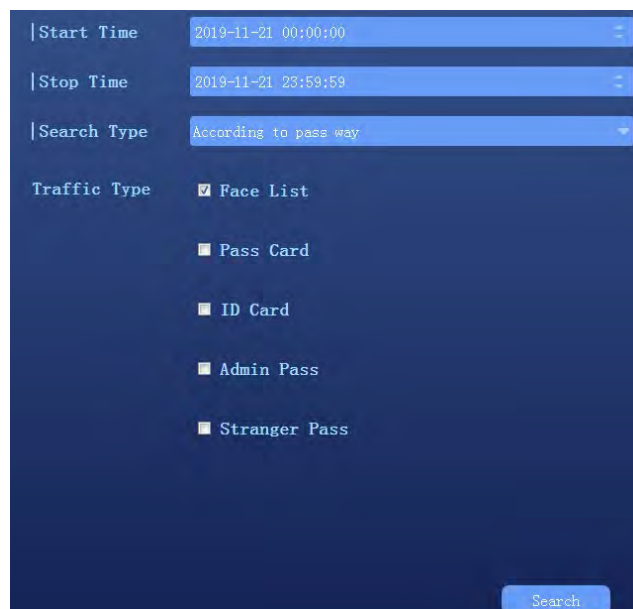 |Start Time 2019-11-21 00:00:00
|Stop Time 2019-11-21 23:59:59
|Search Type According to pass way
Traffic Type Face List
Pass Card
ID Card
Admin Pass
Stranger Pass
Search